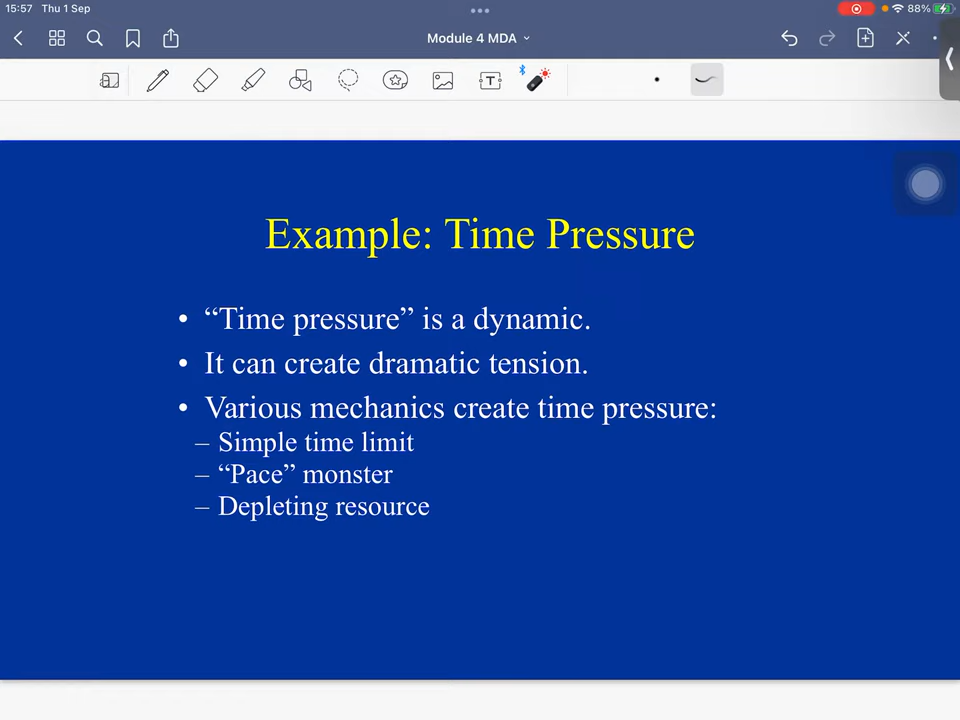 15:57 Thu 1 Sep 88%
Module 4 MDA
T
Example: Time Pressure
• “Time pressure” is a dynamic.
• It can create dramatic tension.
• Various mechanics create time pressure:
– Simple time limit
– “Pace” monster
– Depleting resource